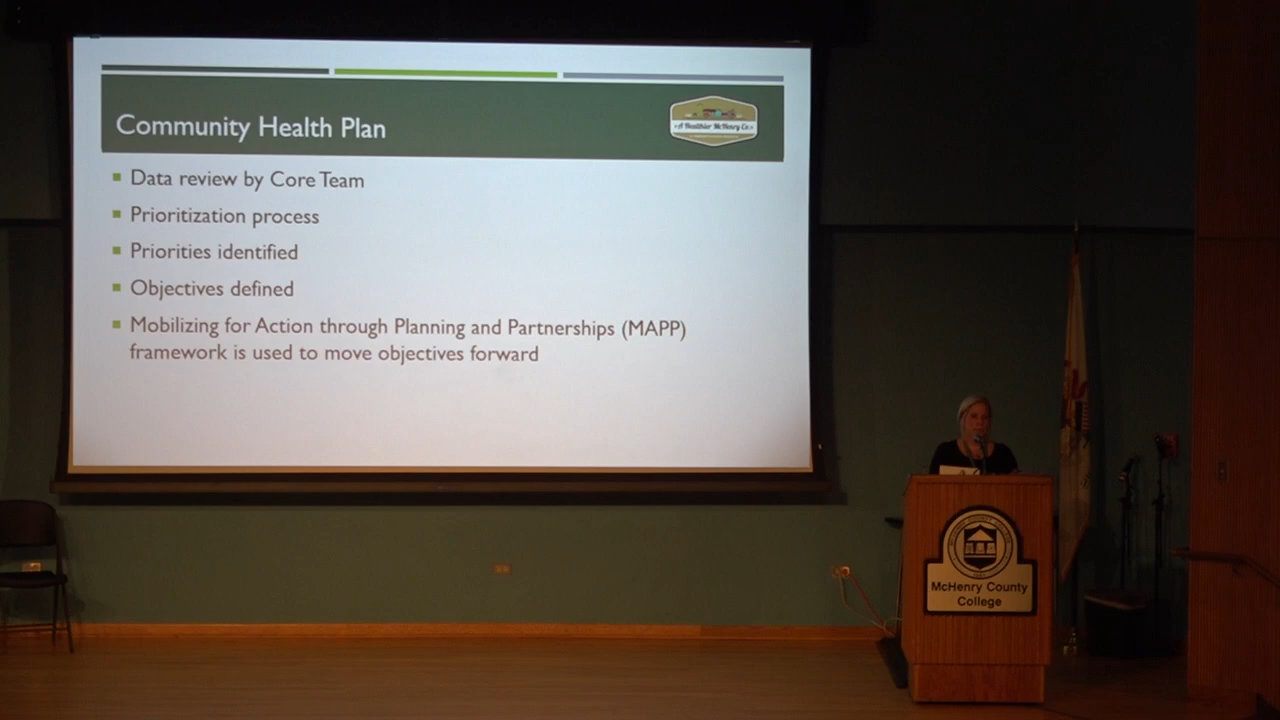 Community Health Plan
A Healthier McHenry Co.
Data review by Core Team
Prioritization process
Priorities identified
Objectives defined
Mobilizing for Action through Planning and Partnerships (MAPP)
framework is used to move objectives forward
McHenry County
College